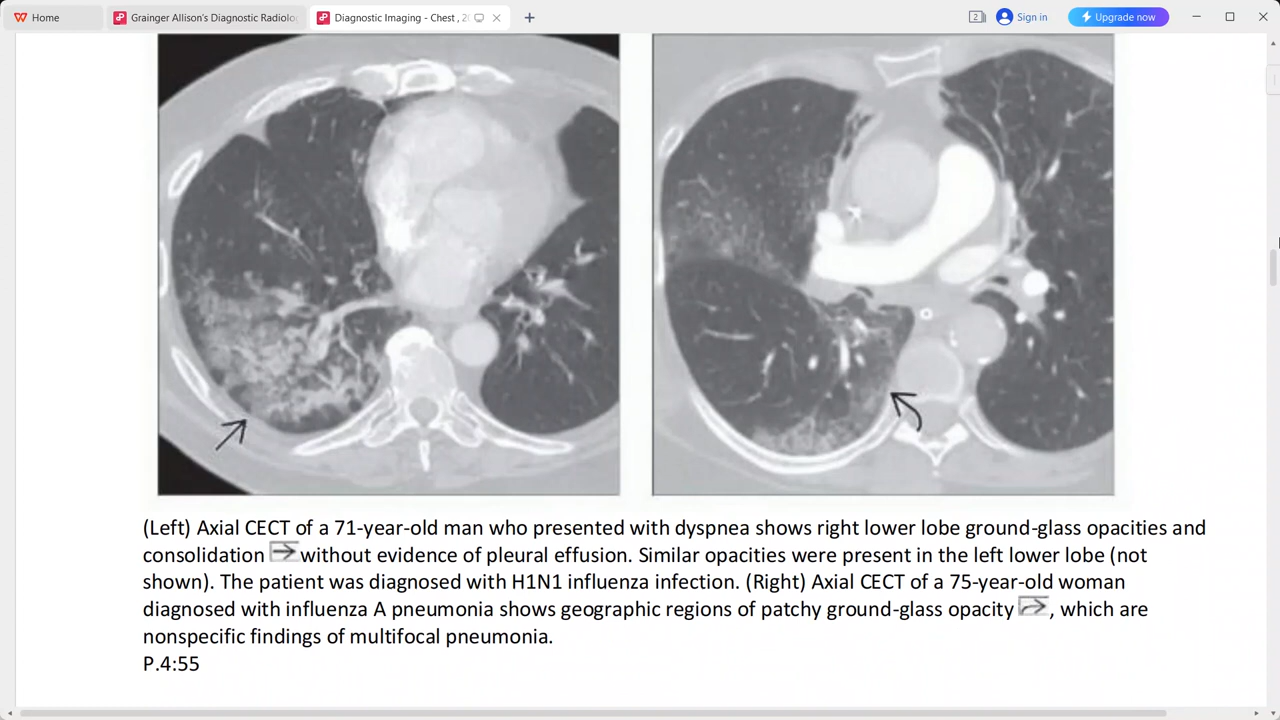 Home
Grainger Allison's Diagnostic Radiolo
Diagnostic Imaging - Chest , 2
2
Sign in
Upgrade now
(Left) Axial CECT of a 71-year-old man who presented with dyspnea shows right lower lobe ground-glass opacities and
consolidation without evidence of pleural effusion. Similar opacities were present in the left lower lobe (not
shown). The patient was diagnosed with H1N1 influenza infection. (Right) Axial CECT of a 75-year-old woman
diagnosed with influenza A pneumonia shows geographic regions of patchy ground-glass opacity , which are
nonspecific findings of multifocal pneumonia.
P.4:55